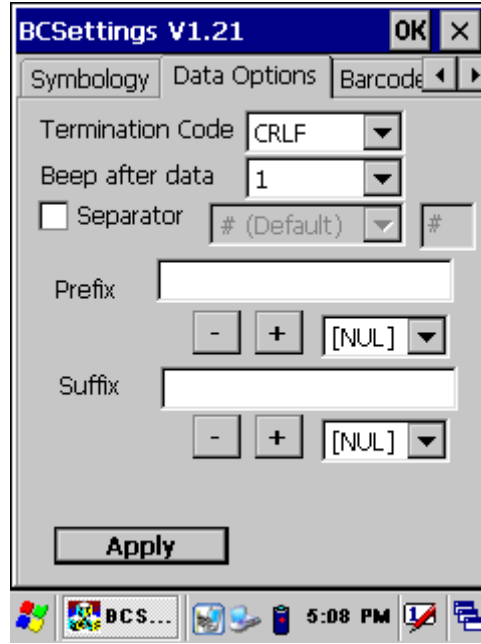 BCSettings V1.21 OK ×
Symbology Data Options Barcode
Termination Code CRLF
Beep after data 1
Separator # (Default) #
Prefix
- + [NUL]
Suffix
- + [NUL]
Apply
BCS... 5:08 PM